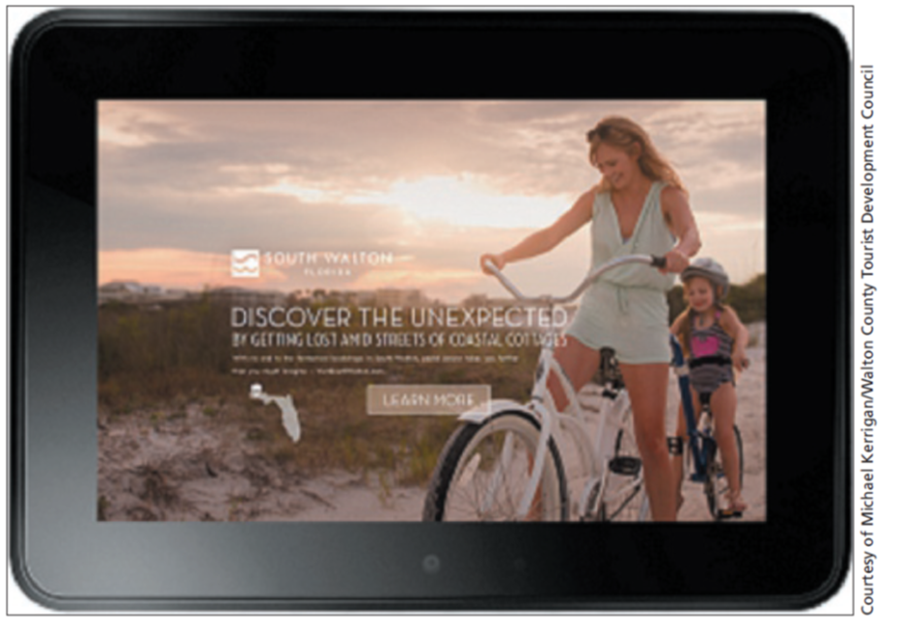 SOUTH WALTON
FLORIDA
DISCOVER THE UNEXPECTED
BY GETTING LOST AMID STREETS OF COASTAL COTTAGES
LEARN MORE
Courtesy of Michael Kerrigan/Walton County Tourist Development Council